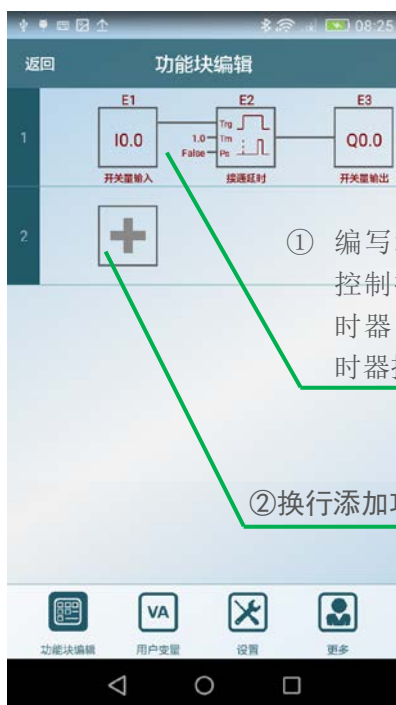 08:25
返回 功能块编辑
E1 E2 E3
1 I0.0 Trg 1.0 Tm False Ps Q0.0
开关量输入 接通延时 开关量输出
2
① 编写
控制
时器
时器
②换行添加
VA
功能块编辑 用户变量 设置 更多